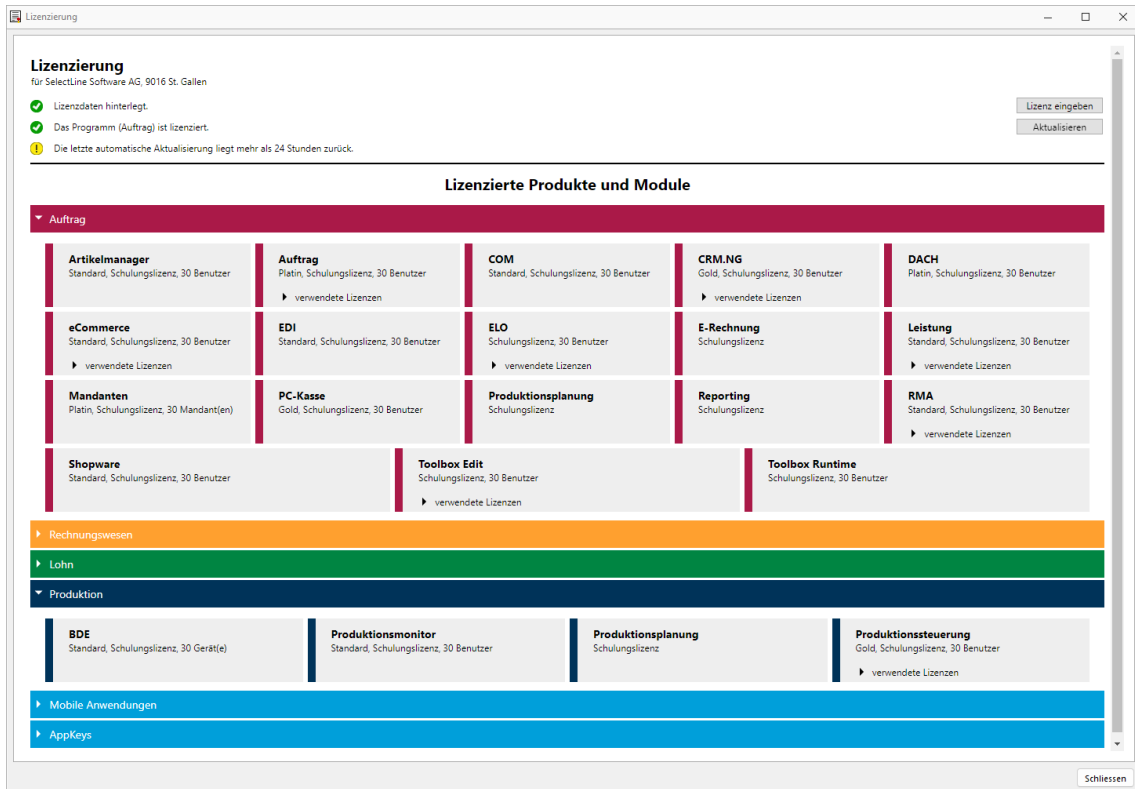 Lizenzierung
Lizenzierung
für SelectLine Software AG, 9016 St. Gallen
Lizenzdaten hinterlegt.
Lizenz eingeben
Das Programm (Auftrag) ist lizenziert.
Aktualisieren
Die letzte automatische Aktualisierung liegt mehr als 24 Stunden zurück.
Lizenzierte Produkte und Module
Auftrag
Artikelmanager
Standard, Schulungslizenz, 30 Benutzer
Auftrag
Platin, Schulungslizenz, 30 Benutzer
verwendete Lizenzen
COM
Standard, Schulungslizenz, 30 Benutzer
CRM.NG
Gold, Schulungslizenz, 30 Benutzer
verwendete Lizenzen
DACH
Platin, Schulungslizenz, 30 Benutzer
eCommerce
Standard, Schulungslizenz, 30 Benutzer
verwendete Lizenzen
EDI
Standard, Schulungslizenz, 30 Benutzer
ELO
Schulungslizenz, 30 Benutzer
verwendete Lizenzen
E-Rechnung
Schulungslizenz
Leistung
Standard, Schulungslizenz, 30 Benutzer
verwendete Lizenzen
Mandanten
Platin, Schulungslizenz, 30 Mandant(en)
PC-Kasse
Gold, Schulungslizenz, 30 Benutzer
Produktionsplanung
Schulungslizenz
Reporting
Schulungslizenz
RMA
Standard, Schulungslizenz, 30 Benutzer
verwendete Lizenzen
Shopware
Standard, Schulungslizenz, 30 Benutzer
Toolbox Edit
Schulungslizenz, 30 Benutzer
verwendete Lizenzen
Toolbox Runtime
Schulungslizenz, 30 Benutzer
Rechnungswesen
Lohn
Produktion
BDE
Standard, Schulungslizenz, 30 Gerät(e)
Produktionsmonitor
Standard, Schulungslizenz, 30 Benutzer
Produktionsplanung
Schulungslizenz
Produktionssteuerung
Gold, Schulungslizenz, 30 Benutzer
verwendete Lizenzen
Mobile Anwendungen
AppKeys
Schliessen